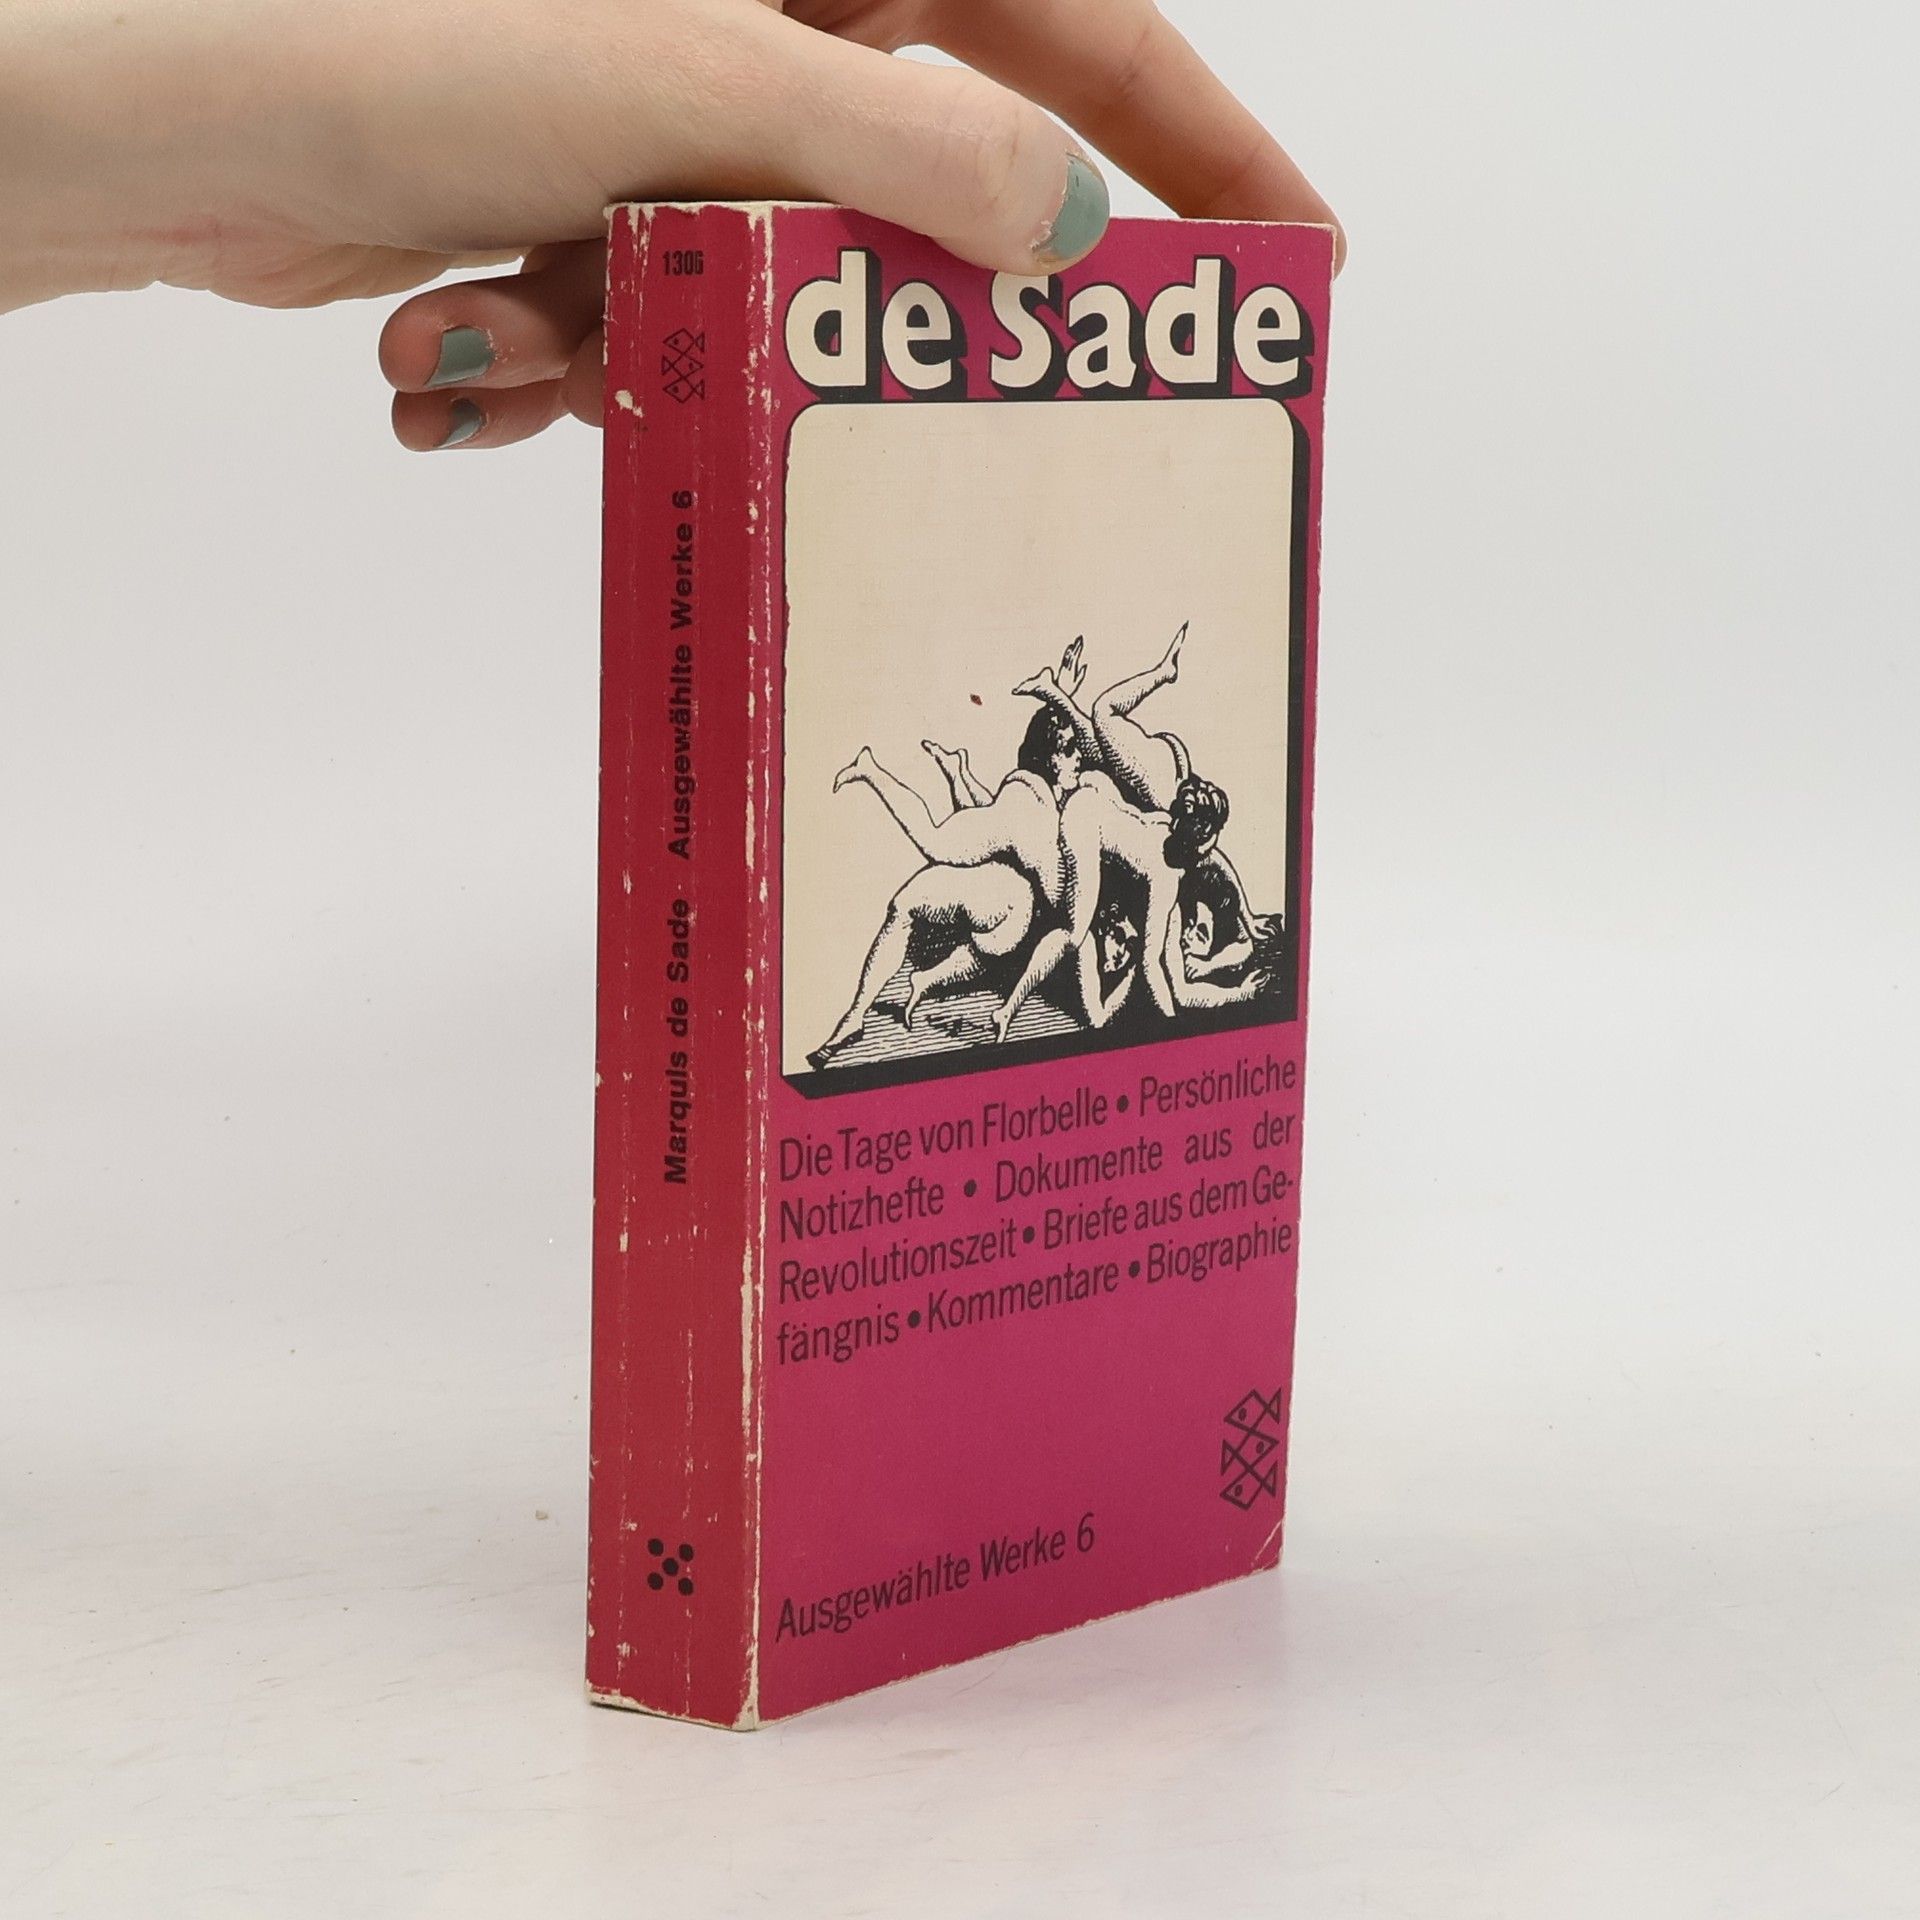 1306
Marquis de Sade · Ausgewählte Werke 6
de Sade
Die Tage von Florbelle • Persönliche
Notizhefte • Dokumente aus der
Revolutionszeit • Briefe aus dem Ge-
fängnis • Kommentare • Biographie
Ausgewählte Werke 6